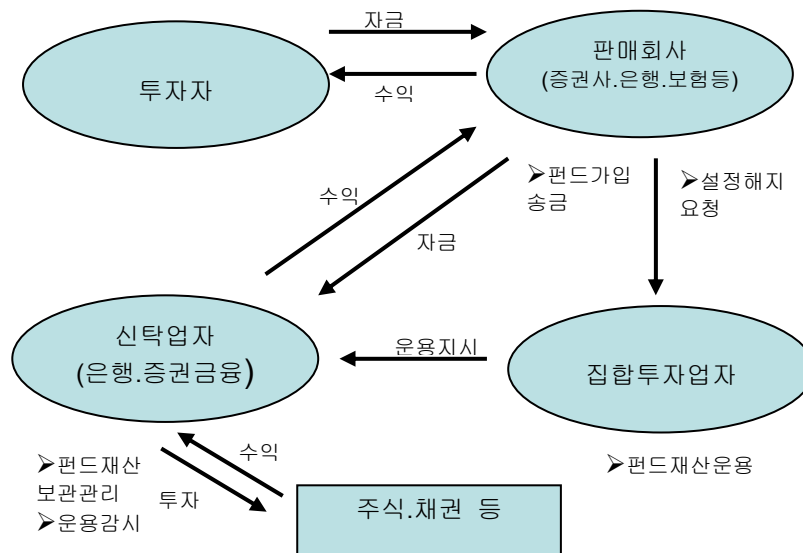 자금
투자자
판매회사
(증권사.은행.보험등)
수익
수익
➢펀드가입
송금
➢설정해지
요청
자금
신탁업자
(은행.증권금융)
운용지시
집합투자업자
➢펀드재산
보관관리
➢운용감시
수익
투자
➢펀드재산운용
주식.채권 등